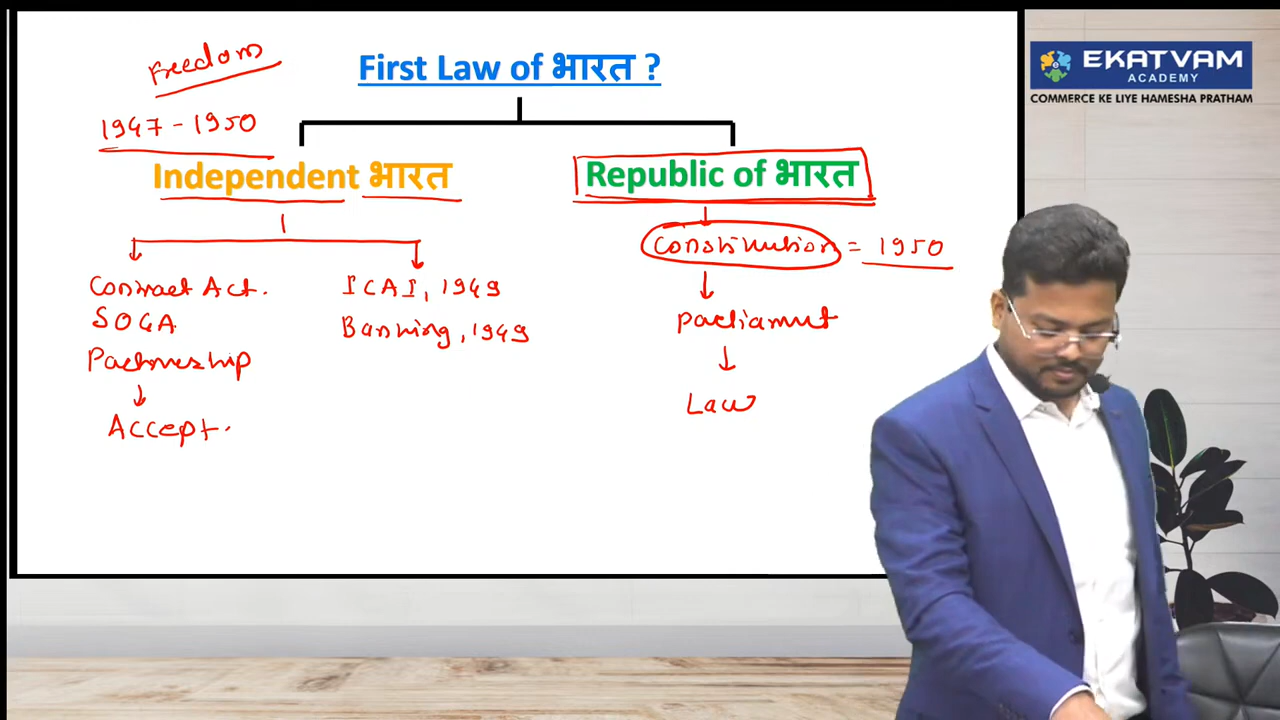 Freedom
First Law of भारत ?
1947 - 1950
Independent भारत
Republic of भारत
Constitution = 1950
Contract Act.
SOGA
Partnership
Accept.
ICAI, 1949
Banking, 1949
Parliament
Law
EKATVAM
ACADEMY
COMMERCE KE LIYE HAMESHA PRATHAM